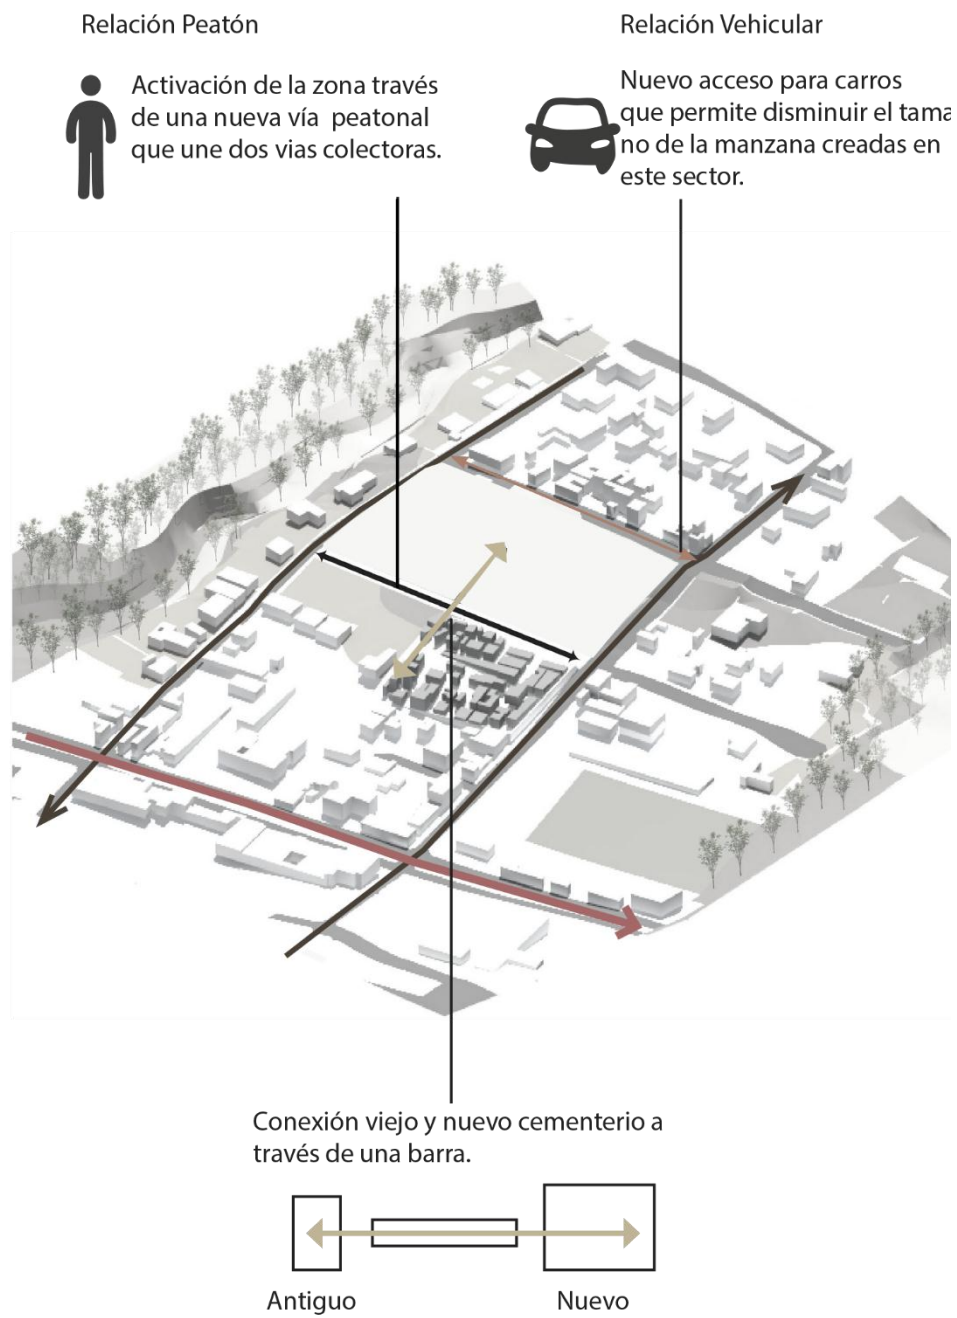 Relación Peatón
Activación de la zona través
de una nueva vía peatonal
que une dos vias colectoras.
Relación Vehicular
Nuevo acceso para carros
que permite disminuir el tama
no de la manzana creadas en
este sector.
Conexión viejo y nuevo cementerio a
través de una barra.
Antiguo
Nuevo